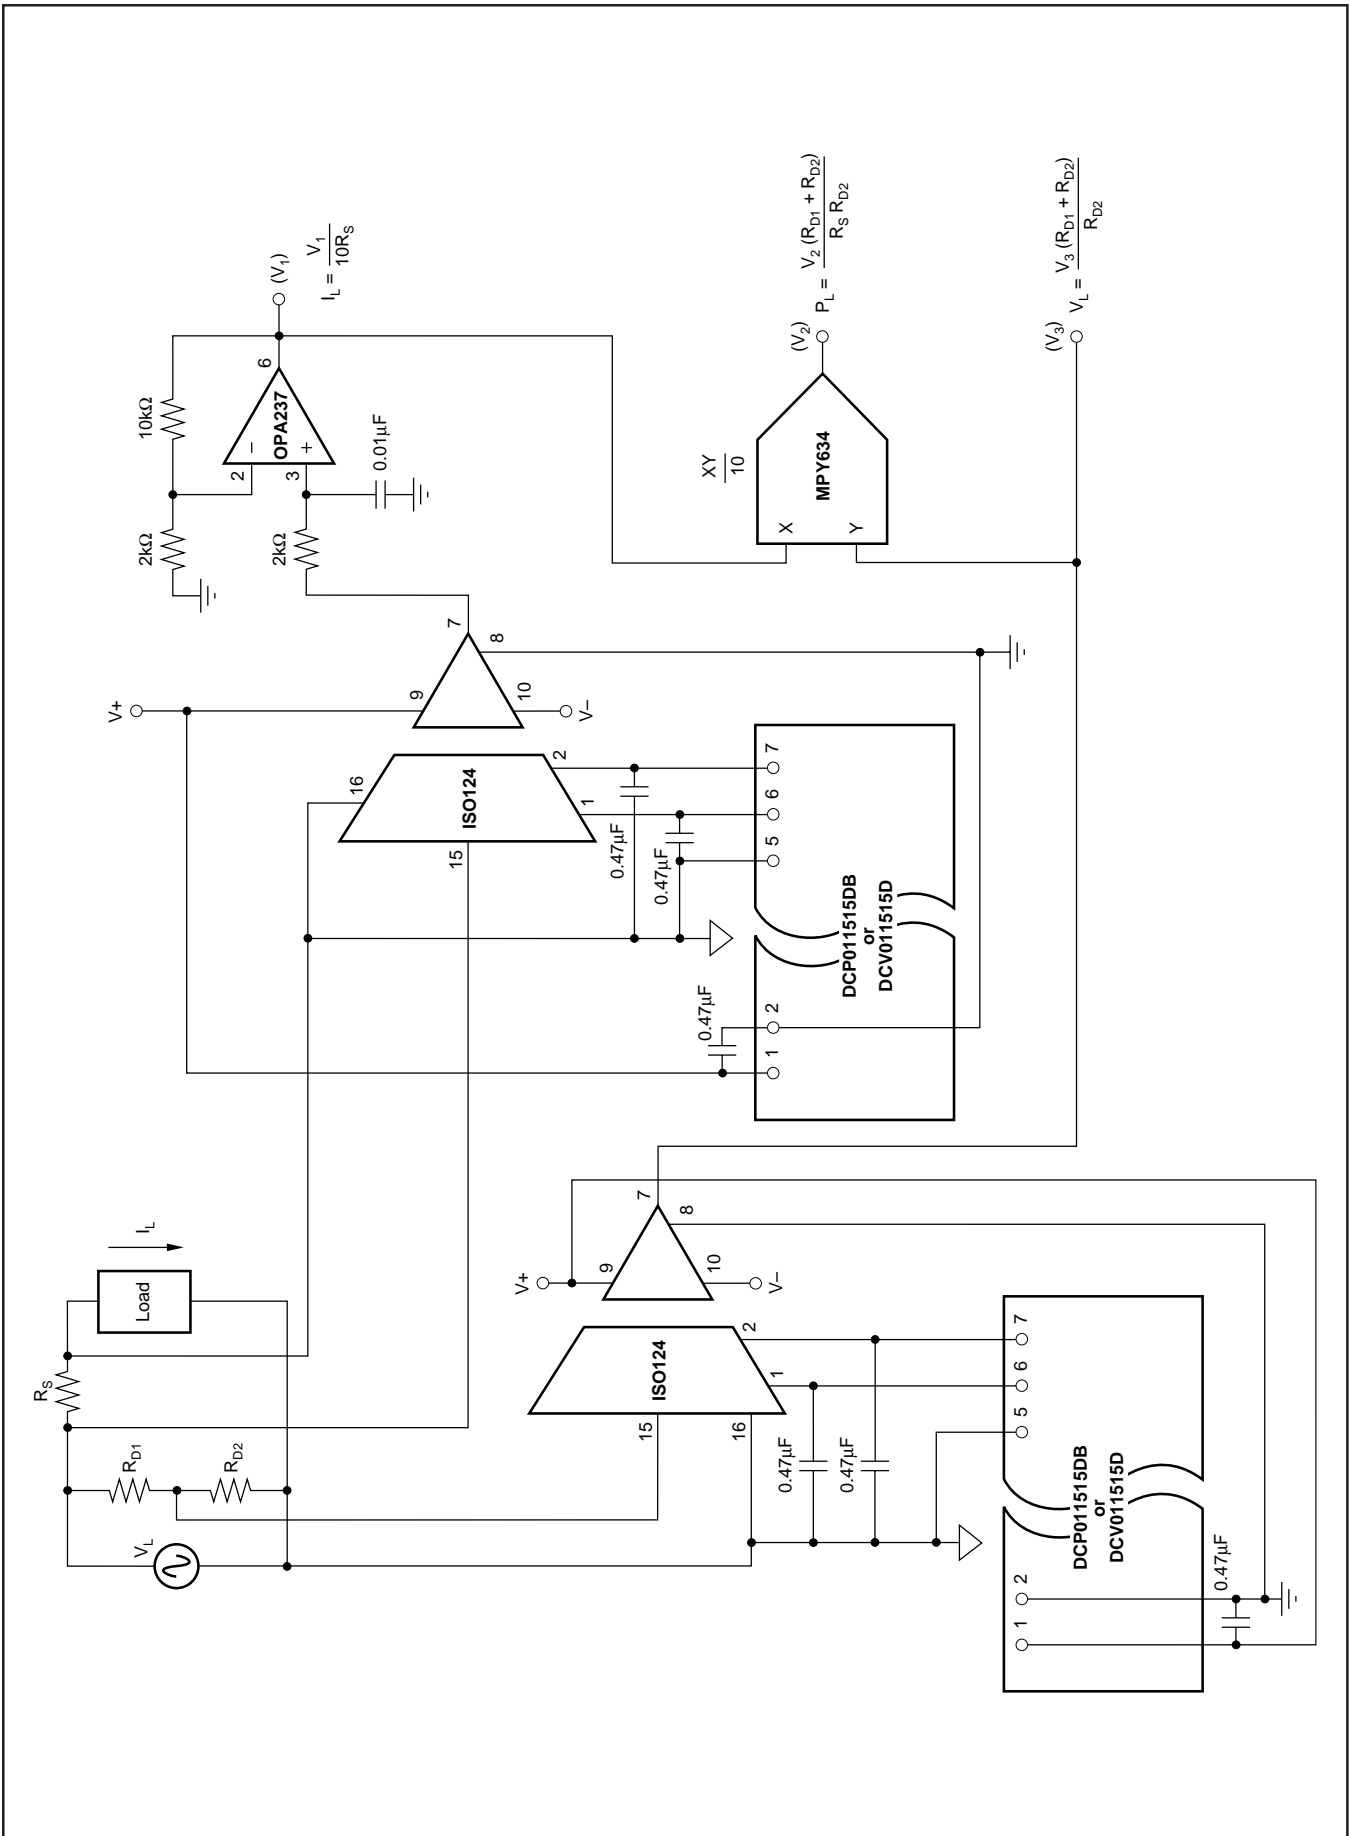 V_L
R_D1
R_D2
R_S
Load
I_L
15
16
ISO124
1
2
0.47µF
0.47µF
V+
9
7
8
10
V–
1
2
5
6
7
DCP011515DB
or
DCV011515D
0.47µF
15
16
ISO124
1
2
0.47µF
0.47µF
V+
9
7
8
10
V–
0.47µF
1
2
5
6
7
DCP011515DB
or
DCV011515D
2kΩ
10kΩ
2kΩ
2
3
–
+
OPA237
6
0.01µF
(V_1)
I_L = V_1 / 10R_S
X
Y
MPY634
XY / 10
(V_2)
P_L = V_2 (R_D1 + R_D2) / R_S R_D2
(V_3)
V_L = V_3 (R_D1 + R_D2) / R_D2